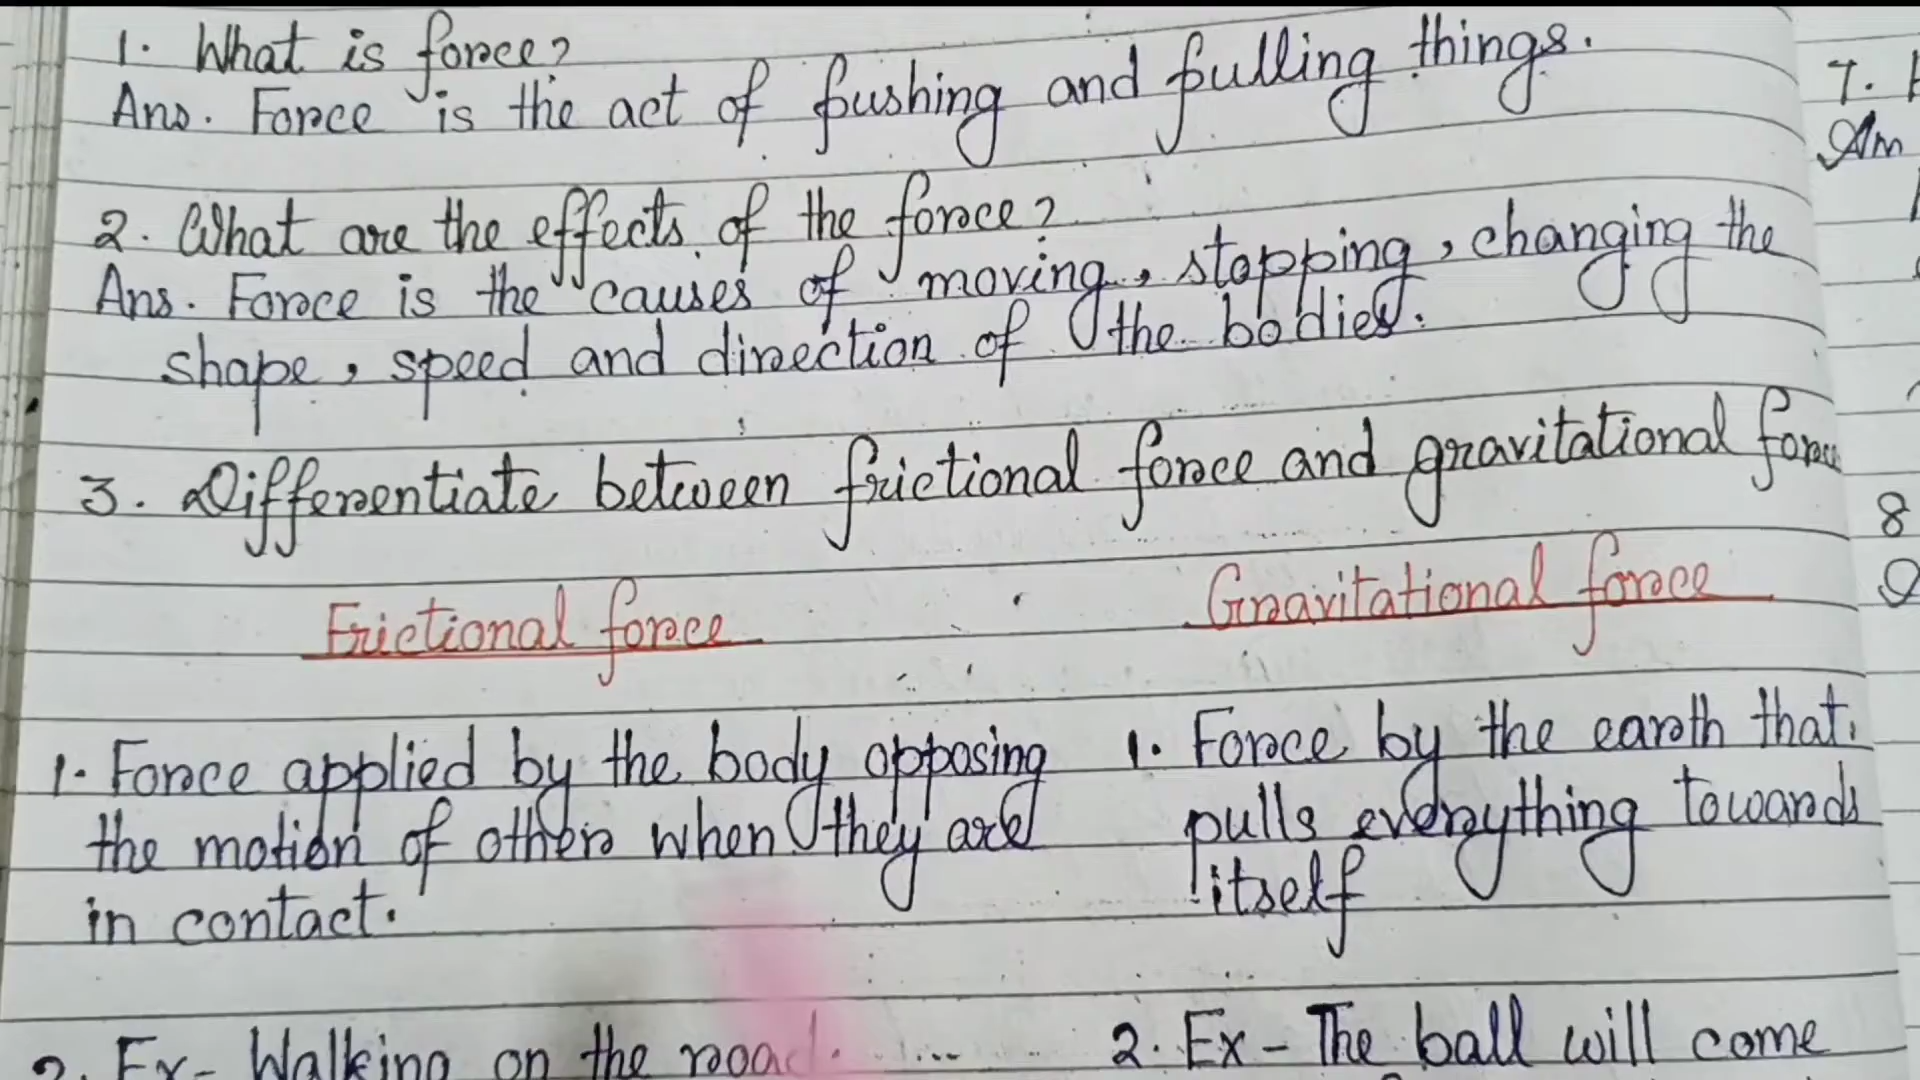 1. What is force?
Ans. Force is the act of pushing and pulling things.
2. What are the effects of the force?
Ans. Force is the causes of moving, stopping, changing the
shape, speed and direction of the bodies.
3. Differentiate between frictional force and gravitational force
Frictional force
Gravitational force
1. Force applied by the body opposing
the motion of other when they are
in contact.
1. Force by the earth that
pulls everything towards
itself
2. Ex- Walking on the road.
2. Ex- The ball will come
7.
8